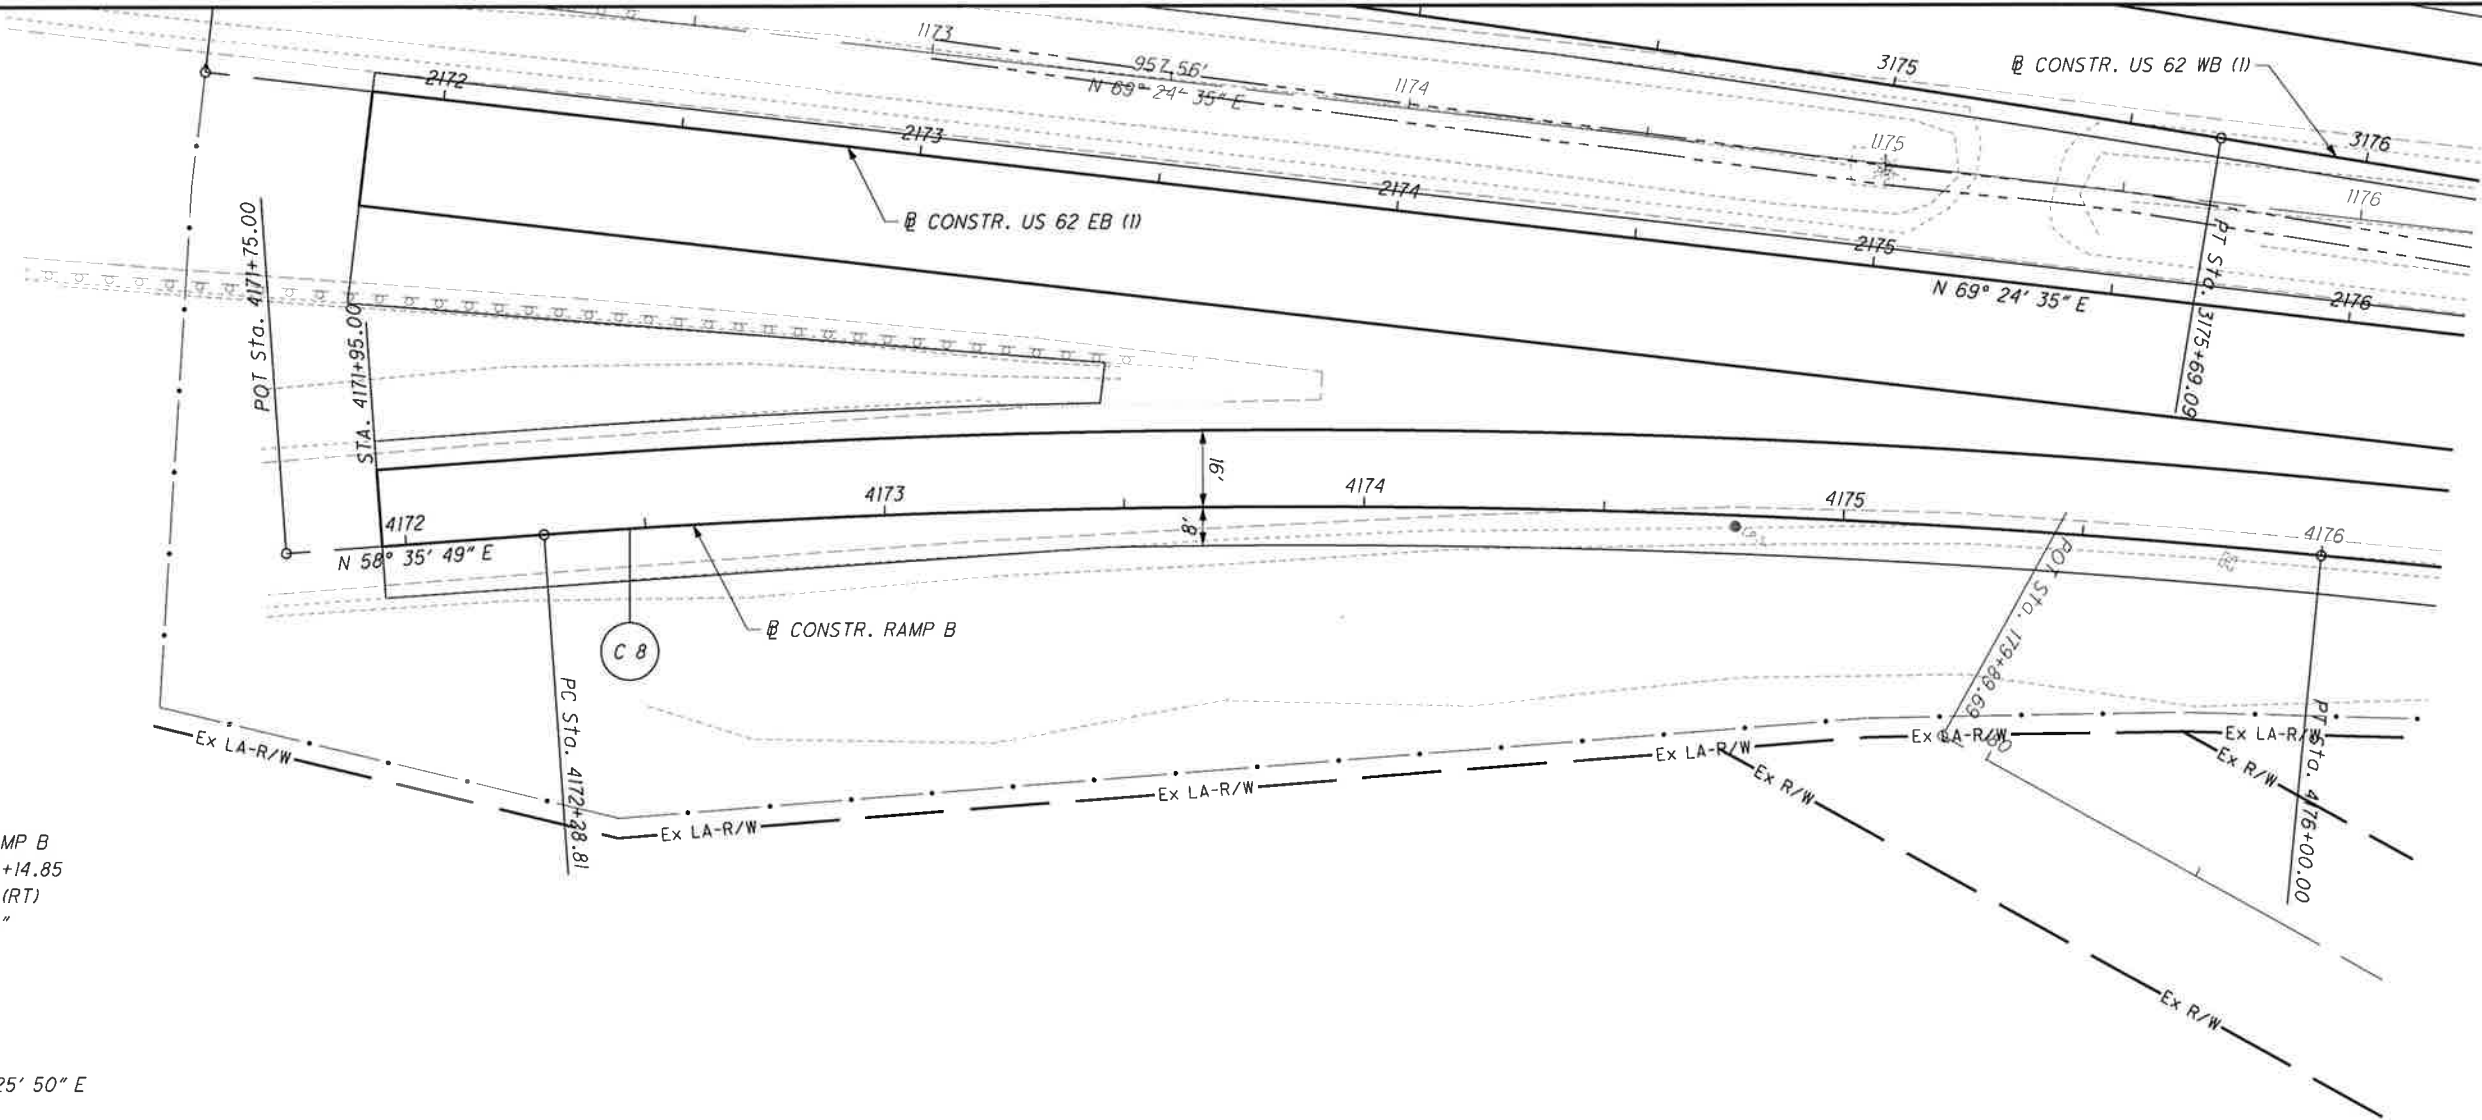 1173
957.56'
N 69° 24' 35" E
1174
1175
1176
3175
℄ CONSTR. US 62 WB (1)
3176
2172
2173
2174
2175
2176
℄ CONSTR. US 62 EB (1)
N 69° 24' 35" E
PT Sta. 3175+69.09
POT Sta. 4171+75.00
STA. 4171+95.00
4172
4173
4174
4175
4176
16'
8'
N 58° 35' 49" E
℄ CONSTR. RAMP B
C 8
PC Sta. 4172+28.81
POT Sta. 179+89.69
180
PT Sta. 4176+00.00
Ex LA-R/W
Ex LA-R/W
Ex LA-R/W
Ex LA-R/W
Ex LA-R/W
Ex LA-R/W
Ex R/W
Ex R/W
Ex R/W
MP B
+14.85
(RT)
"
25' 50" E